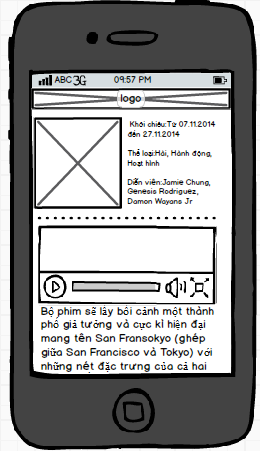 ABC 3G 09:57 PM
logo
Khởi chiếu:Từ 07.11.2014
đến 27.11.2014
Thể loại:Hài, Hành động,
Hoạt hình
Diễn viên:Jamie Chung,
Genesis Rodriguez,
Damon Wayans Jr
Bộ phim sẽ lấy bối cảnh một thành
phố giả tưởng và cực kì hiện đại
mang tên San Fransokyo (ghép
giữa San Francisco và Tokyo) với
những nét đặc trưng của cả hai